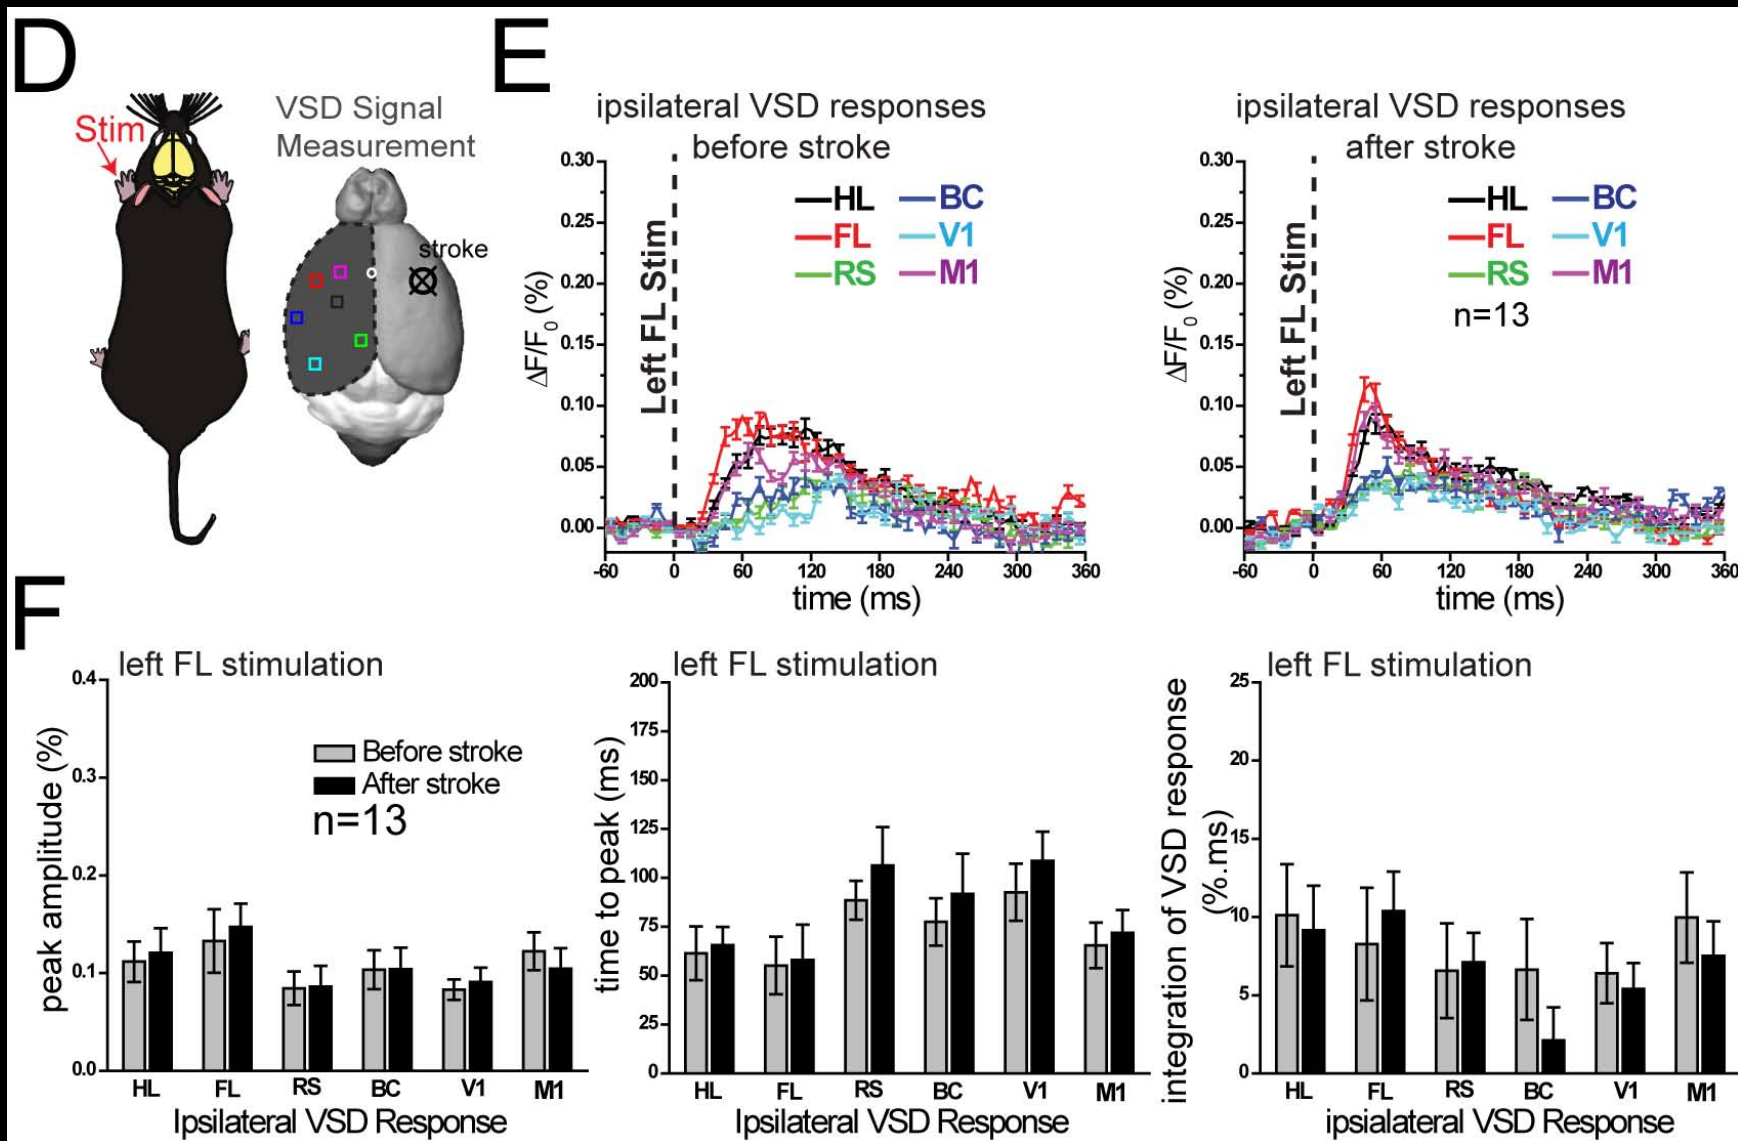 D
Stim
VSD Signal
Measurement
stroke
E
ipsilateral VSD responses
before stroke
0.30
0.25
0.20
0.15
0.10
0.05
0.00
ΔF/F0 (%)
Left FL Stim
HL BC
FL V1
RS M1
-60 0 60 120 180 240 300 360
time (ms)
ipsilateral VSD responses
after stroke
0.30
0.25
0.20
0.15
0.10
0.05
0.00
ΔF/F0 (%)
Left FL Stim
HL BC
FL V1
RS M1
n=13
-60 0 60 120 180 240 300 360
time (ms)
F
left FL stimulation
0.4
0.3
0.2
0.1
0.0
peak amplitude (%)
Before stroke
After stroke
n=13
HL FL RS BC V1 M1
Ipsilateral VSD Response
left FL stimulation
200
175
150
125
100
75
50
25
0
time to peak (ms)
HL FL RS BC V1 M1
Ipsilateral VSD Response
left FL stimulation
25
20
15
10
5
0
integration of VSD response
(%.ms)
HL FL RS BC V1 M1
ipsialateral VSD Response